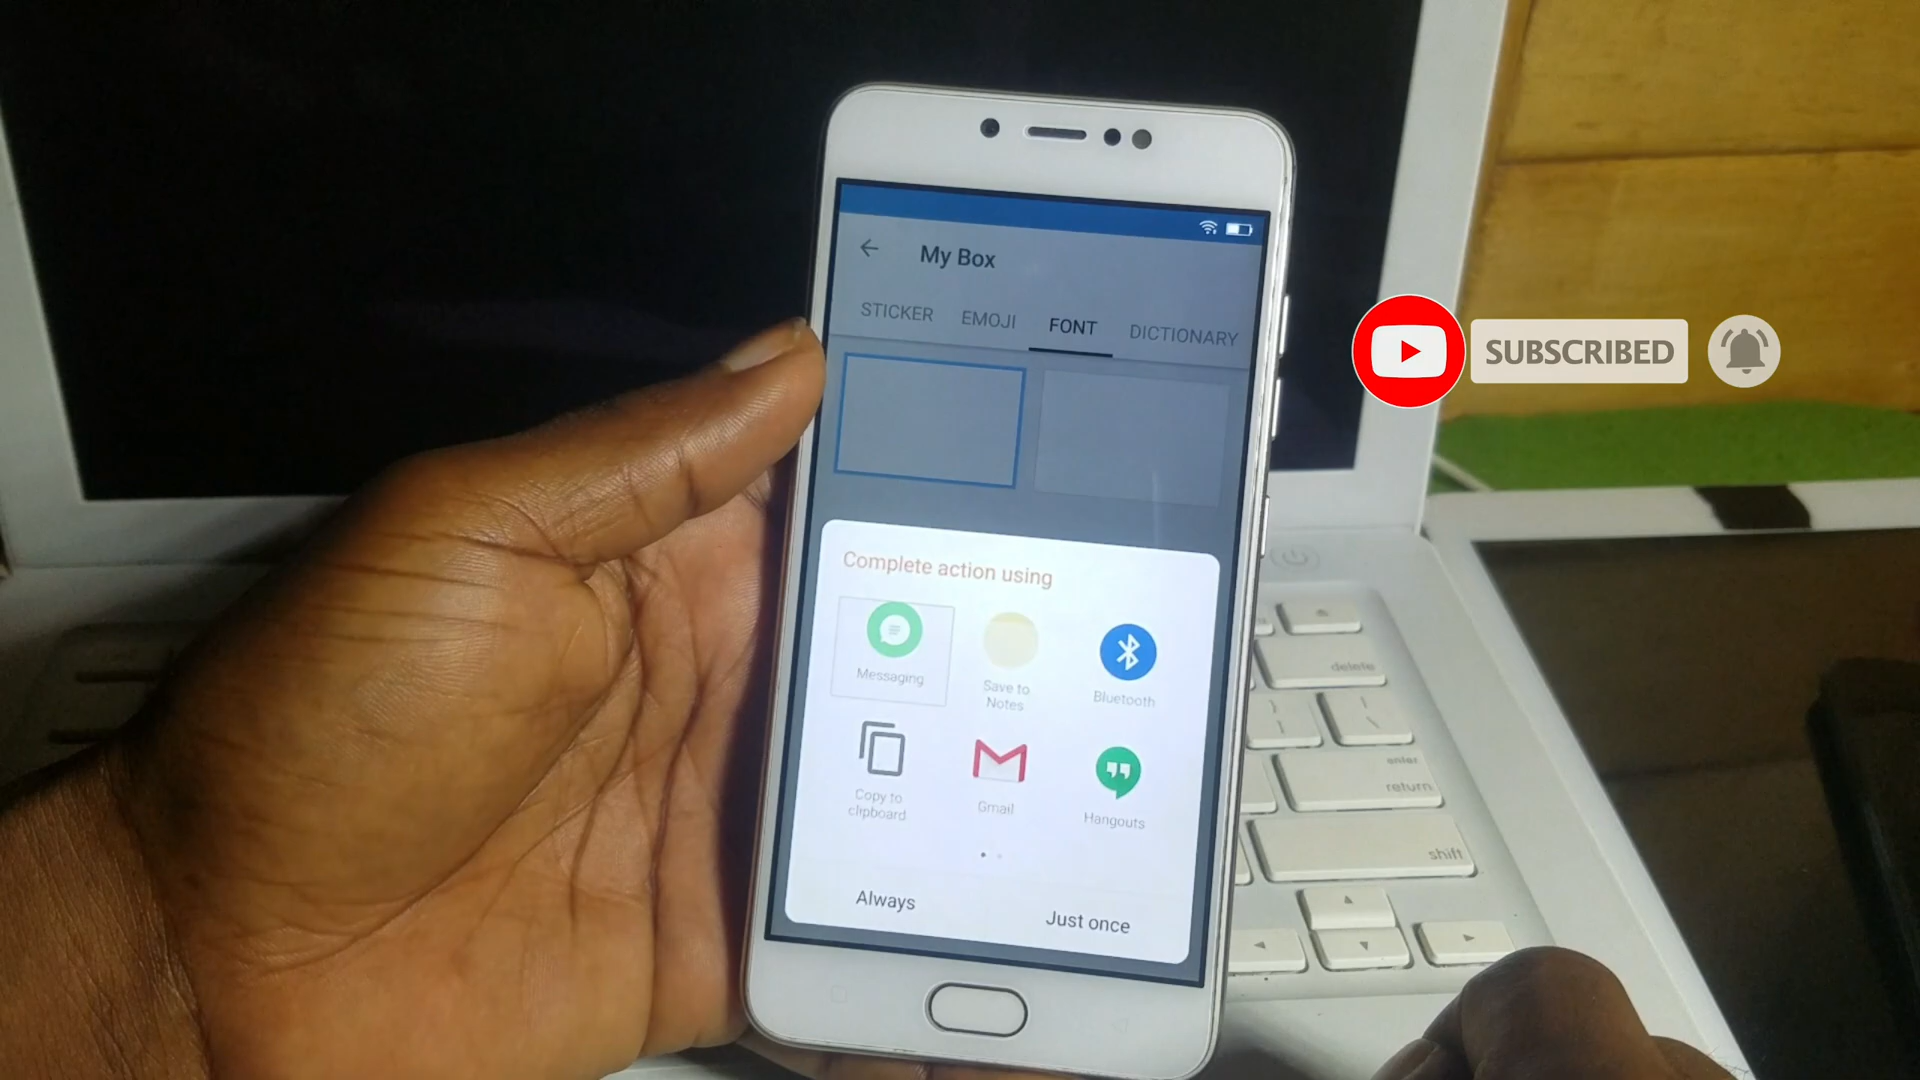 My Box
STICKER EMOJI FONT DICTIONARY
SUBSCRIBED
Complete action using
Messaging
Save to
Notes
Bluetooth
Copy to
clipboard
Gmail
Hangouts
Always
Just once
delete
enter
return
shift